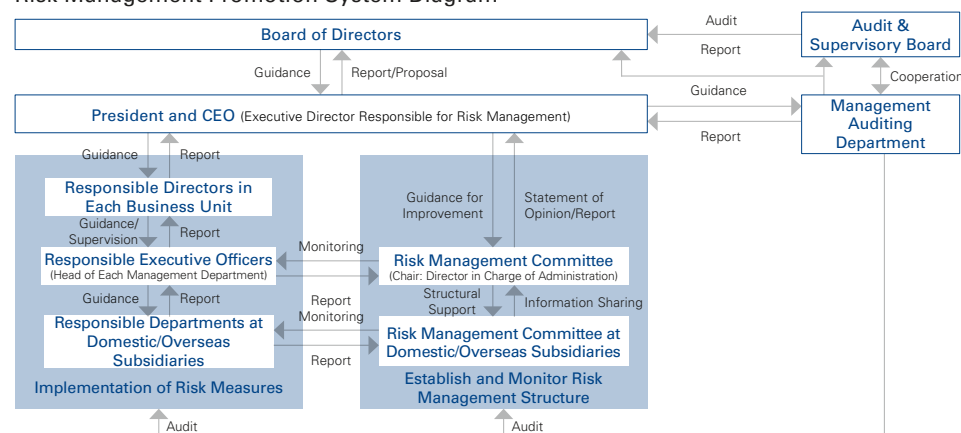 Risk Management Promotion System Diagram
Board of Directors
Audit
Report
Audit &
Supervisory Board
Guidance
Report/Proposal
Cooperation
Guidance
President and CEO (Executive Director Responsible for Risk Management)
Report
Management
Auditing
Department
Guidance
Report
Responsible Directors in
Each Business Unit
Guidance for
Improvement
Statement of
Opinion/Report
Guidance/
Supervision
Report
Monitoring
Responsible Executive Officers
(Head of Each Management Department)
Risk Management Committee
(Chair: Director in Charge of Administration)
Guidance
Report
Report
Monitoring
Structural
Support
Information Sharing
Responsible Departments at
Domestic/Overseas
Subsidiaries
Report
Risk Management Committee at
Domestic/Overseas Subsidiaries
Implementation of Risk Measures
Establish and Monitor Risk
Management Structure
Audit
Audit